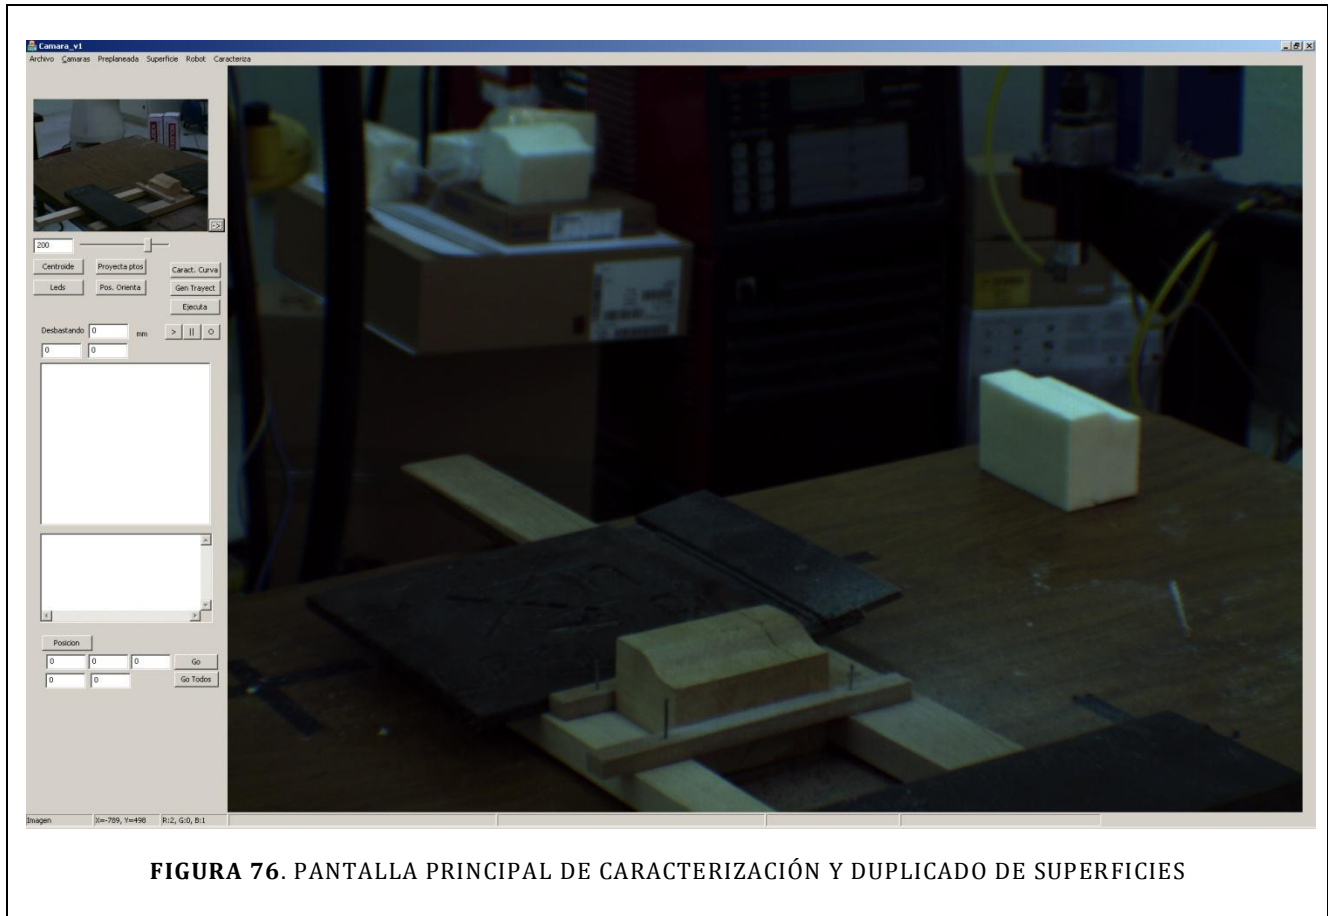 Camara_v1
Archivo Camaras Preplaneada Superficie Robot Caracteriza
>>
200
Centroide Proyecta ptos Caract. Curva
Leds Pos. Orienta Gen Trayect
Ejecuta
Desbastando 0 mm > || O
0 0
Posicion
0 0 0 Go
0 0 Go Todos
Imagen X=-789, Y=498 R:2, G:0, B:1
FIGURA 76. PANTALLA PRINCIPAL DE CARACTERIZACIÓN Y DUPLICADO DE SUPERFICIES